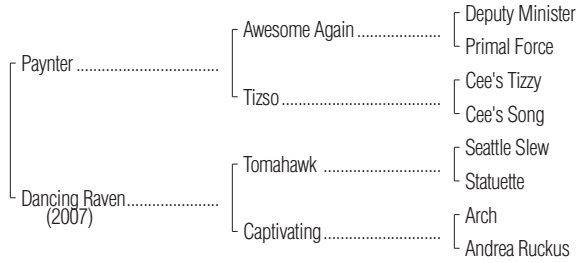 Deputy Minister
Awesome Again ....................
Primal Force
Paynter ..................................
Cee's Tizzy
Tizso ......................................
Cee's Song
Seattle Slew
Tomahawk ............................
Statuette
Dancing Raven ......................
(2007)
Arch
Captivating .............................
Andrea Ruckus